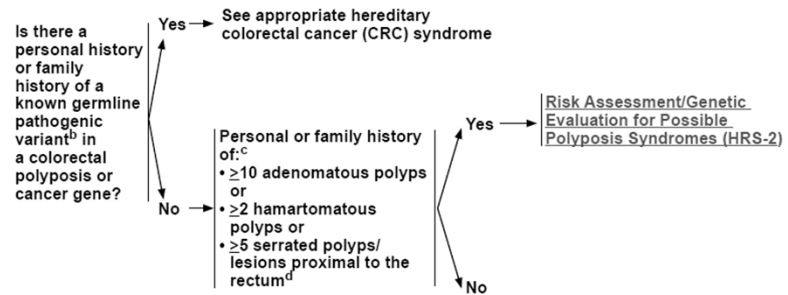 Is there a
personal history
or family
history of a
known germline
pathogenic
variantᵇ in
a colorectal
polyposis or
cancer gene?
Yes
See appropriate hereditary
colorectal cancer (CRC) syndrome
No
Personal or family history
of:ᶜ
• ≥10 adenomatous polyps
or
• ≥2 hamartomatous
polyps or
• ≥5 serrated polyps/
lesions proximal to the
rectumᵈ
Yes
Risk Assessment/Genetic
Evaluation for Possible
Polyposis Syndromes (HRS-2)
No